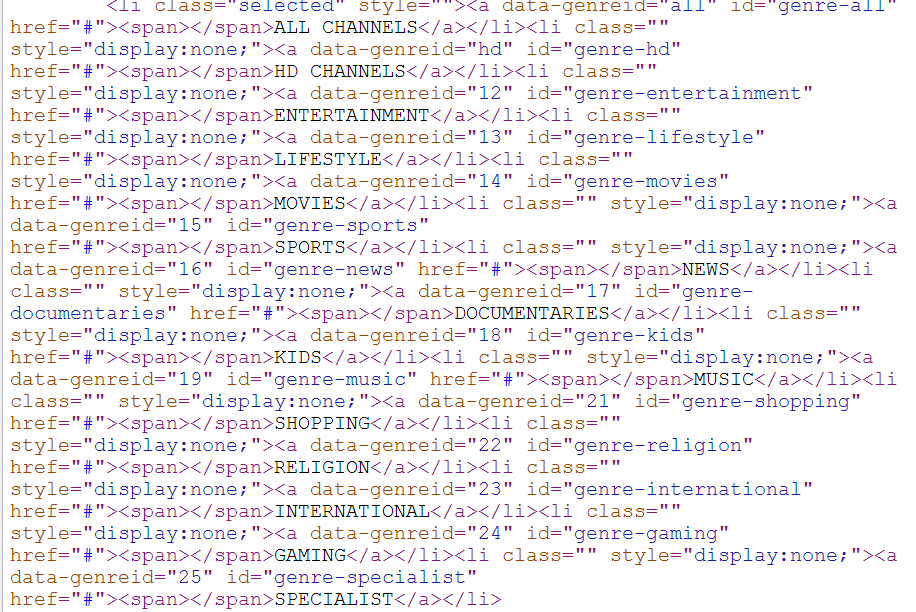 <li class="selected" style=""><a data-genreid="all" id="genre-all"
href="#"><span></span>ALL CHANNELS</a></li><li class=""
style="display:none;"><a data-genreid="hd" id="genre-hd"
href="#"><span></span>HD CHANNELS</a></li><li class=""
style="display:none;"><a data-genreid="12" id="genre-entertainment"
href="#"><span></span>ENTERTAINMENT</a></li><li class=""
style="display:none;"><a data-genreid="13" id="genre-lifestyle"
href="#"><span></span>LIFESTYLE</a></li><li class=""
style="display:none;"><a data-genreid="14" id="genre-movies"
href="#"><span></span>MOVIES</a></li><li class="" style="display:none;"><a
data-genreid="15" id="genre-sports"
href="#"><span></span>SPORTS</a></li><li class="" style="display:none;"><a
data-genreid="16" id="genre-news" href="#"><span></span>NEWS</a></li><li
class="" style="display:none;"><a data-genreid="17" id="genre-
documentaries" href="#"><span></span>DOCUMENTARIES</a></li><li class=""
style="display:none;"><a data-genreid="18" id="genre-kids"
href="#"><span></span>KIDS</a></li><li class="" style="display:none;"><a
data-genreid="19" id="genre-music" href="#"><span></span>MUSIC</a></li><li
class="" style="display:none;"><a data-genreid="21" id="genre-shopping"
href="#"><span></span>SHOPPING</a></li><li class=""
style="display:none;"><a data-genreid="22" id="genre-religion"
href="#"><span></span>RELIGION</a></li><li class=""
style="display:none;"><a data-genreid="23" id="genre-international"
href="#"><span></span>INTERNATIONAL</a></li><li class=""
style="display:none;"><a data-genreid="24" id="genre-gaming"
href="#"><span></span>GAMING</a></li><li class="" style="display:none;"><a
data-genreid="25" id="genre-specialist"
href="#"><span></span>SPECIALIST</a></li>